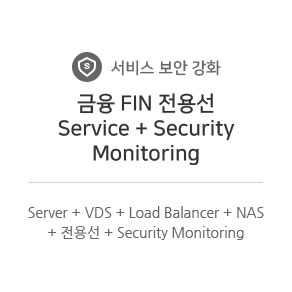 S
서비스 보안 강화
금융 FIN 전용선
Service + Security
Monitoring
Server + VDS + Load Balancer + NAS
+ 전용선 + Security Monitoring